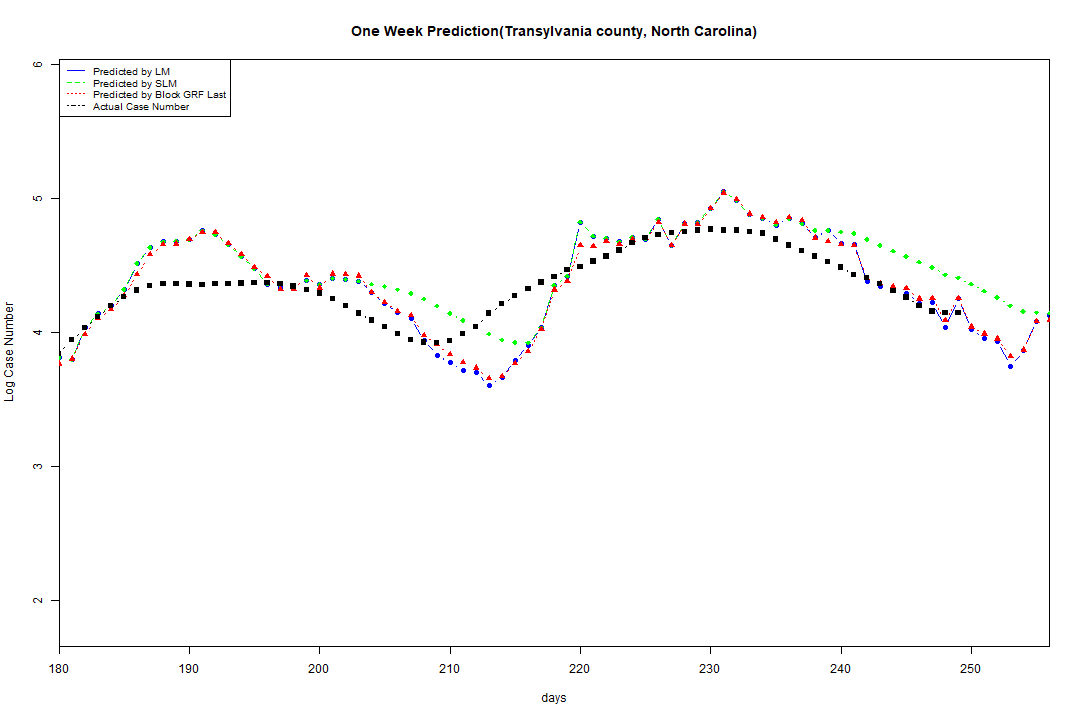 One Week Prediction(Transylvania county, North Carolina)
Predicted by LM
Predicted by SLM
Predicted by Block GRF Last
Actual Case Number
Log Case Number
6
5
4
3
2
180 190 200 210 220 230 240 250
days